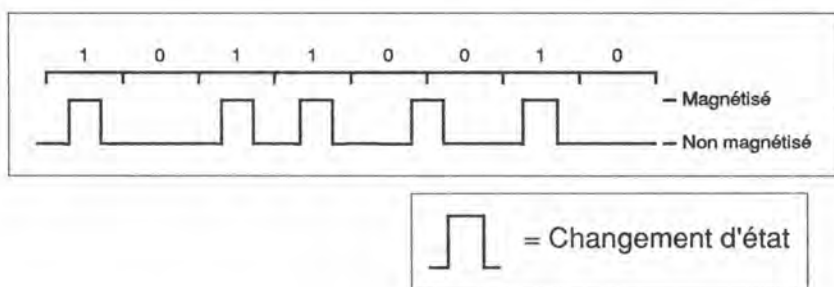 1 0 1 1 0 0 1 0
Magnétisé
Non magnétisé
= Changement d'état